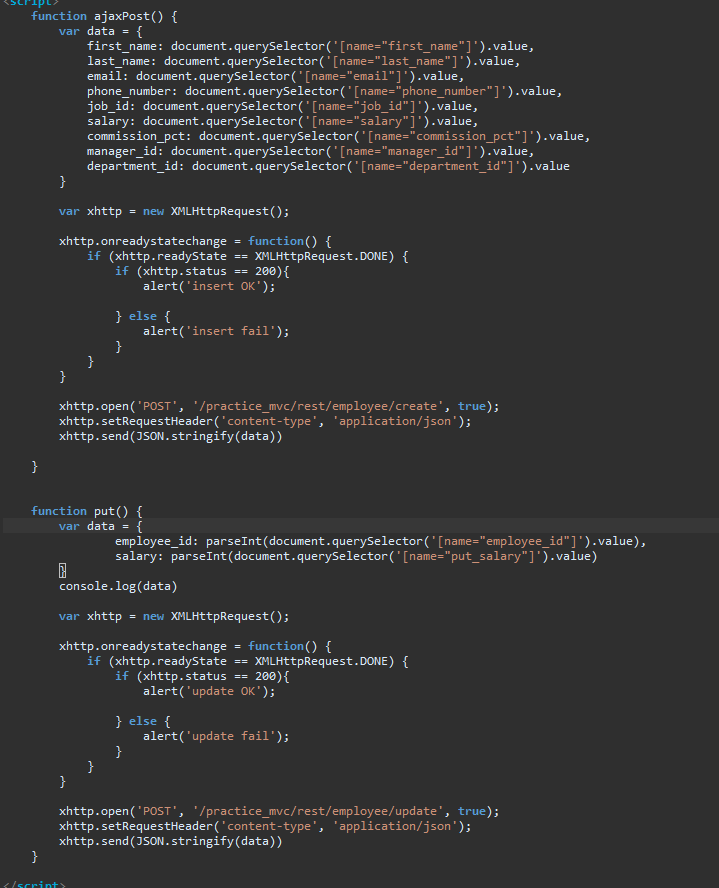 <script>
function ajaxPost() {
var data = {
first_name: document.querySelector('[name="first_name"]').value,
last_name: document.querySelector('[name="last_name"]').value,
email: document.querySelector('[name="email"]').value,
phone_number: document.querySelector('[name="phone_number"]').value,
job_id: document.querySelector('[name="job_id"]').value,
salary: document.querySelector('[name="salary"]').value,
commission_pct: document.querySelector('[name="commission_pct"]').value,
manager_id: document.querySelector('[name="manager_id"]').value,
department_id: document.querySelector('[name="department_id"]').value
}
var xhttp = new XMLHttpRequest();
xhttp.onreadystatechange = function() {
if (xhttp.readyState == XMLHttpRequest.DONE) {
if (xhttp.status == 200){
alert('insert OK');
} else {
alert('insert fail');
}
}
}
xhttp.open('POST', '/practice_mvc/rest/employee/create', true);
xhttp.setRequestHeader('content-type', 'application/json');
xhttp.send(JSON.stringify(data))
}
function put() {
var data = {
employee_id: parseInt(document.querySelector('[name="employee_id"]').value),
salary: parseInt(document.querySelector('[name="put_salary"]').value)
}
console.log(data)
var xhttp = new XMLHttpRequest();
xhttp.onreadystatechange = function() {
if (xhttp.readyState == XMLHttpRequest.DONE) {
if (xhttp.status == 200){
alert('update OK');
} else {
alert('update fail');
}
}
}
xhttp.open('POST', '/practice_mvc/rest/employee/update', true);
xhttp.setRequestHeader('content-type', 'application/json');
xhttp.send(JSON.stringify(data))
}
</script>